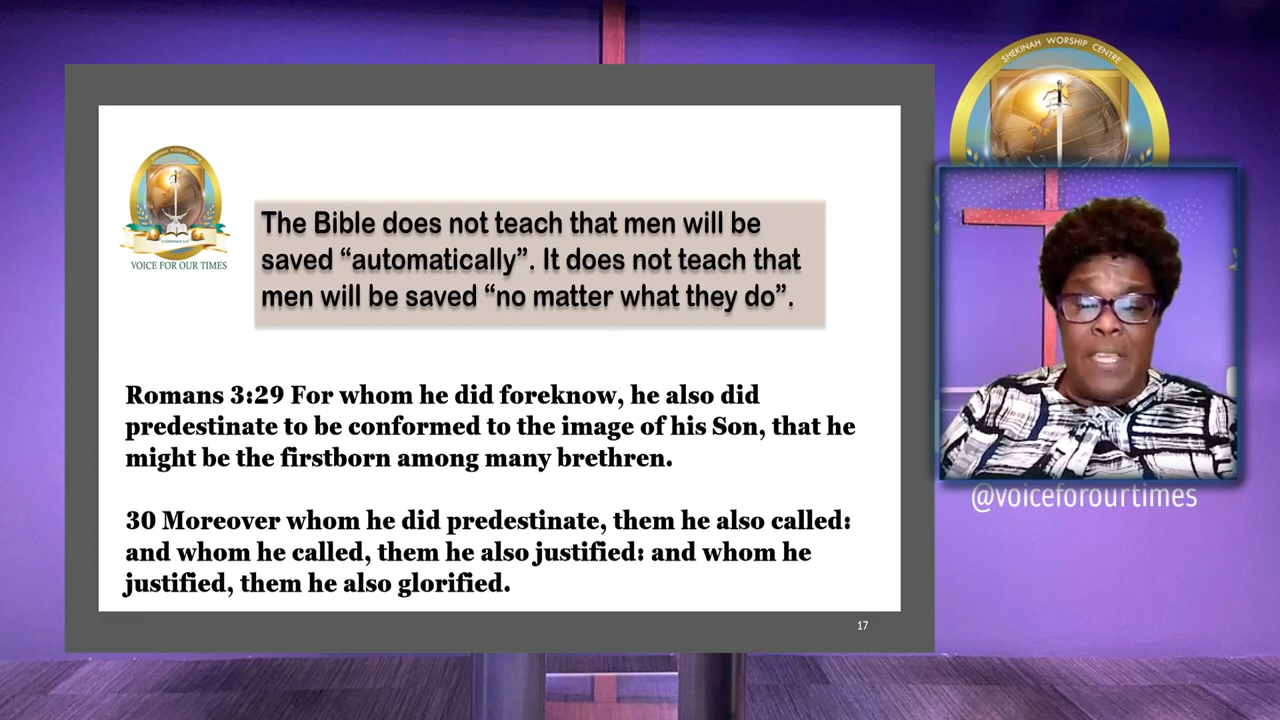 SHEKINAH WORSHIP CENTRE
SHEKINAH WORSHIP CENTRE
VOICE FOR OUR TIMES
The Bible does not teach that men will be
saved “automatically”. It does not teach that
men will be saved “no matter what they do”.
Romans 3:29 For whom he did foreknow, he also did
predestinate to be conformed to the image of his Son, that he
might be the firstborn among many brethren.
30 Moreover whom he did predestinate, them he also called:
and whom he called, them he also justified: and whom he
justified, them he also glorified.
17
@voiceforourtimes